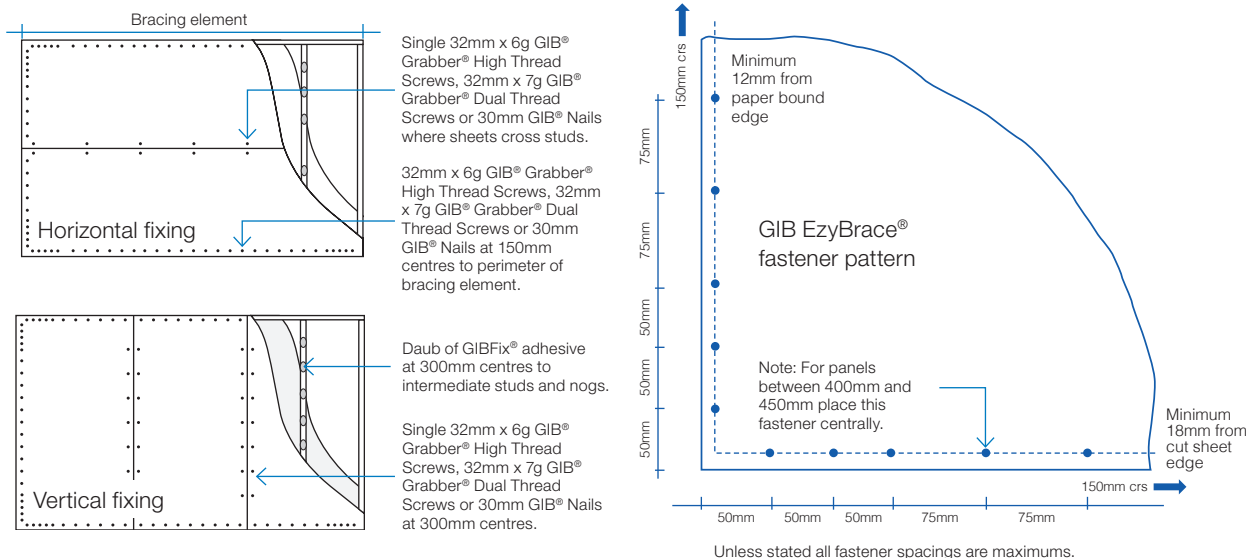 Bracing element
Single 32mm x 6g GIB®
Grabber® High Thread
Screws, 32mm x 7g GIB®
Grabber® Dual Thread
Screws or 30mm GIB® Nails
where sheets cross studs.
32mm x 6g GIB® Grabber®
High Thread Screws, 32mm
x 7g GIB® Grabber® Dual
Thread Screws or 30mm
GIB® Nails at 150mm
centres to perimeter of
bracing element.
Horizontal fixing
Daub of GIBFix® adhesive
at 300mm centres to
intermediate studs and nogs.
Single 32mm x 6g GIB®
Grabber® High Thread
Screws, 32mm x 7g GIB®
Grabber® Dual Thread
Screws or 30mm GIB® Nails
at 300mm centres.
Vertical fixing
150mm crs
Minimum
12mm from
paper bound
edge
75mm
75mm
50mm
50mm
50mm
GIB EzyBrace®
fastener pattern
Note: For panels
between 400mm and
450mm place this
fastener centrally.
Minimum
18mm from
cut sheet
edge
150mm crs
50mm
50mm
50mm
75mm
75mm
Unless stated all fastener spacings are maximums.